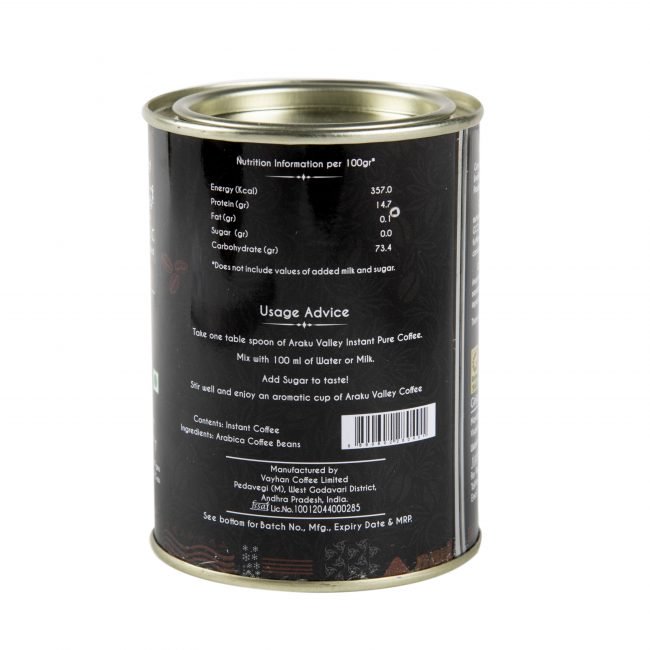 Nutrition Information per 100gr*
Energy (Kcal) 357.0
Protein (gr) 14.7
Fat (gr) 0.1
Sugar (gr) 0.0
Carbohydrate (gr) 73.4
*Does not include values of added milk and sugar.
Usage Advice
Take one table spoon of Araku Valley Instant Pure Coffee.
Mix with 100 ml of Water or Milk.
Add Sugar to taste!
Stir well and enjoy an aromatic cup of Araku Valley Coffee
Contents: Instant Coffee
Ingredients: Arabica Coffee Beans
Manufactured by
Vayhan Coffee Limited
Pedavegi (M), West Godavari District,
Andhra Pradesh, India.
fssai Lic.No.10012044000285
See bottom for Batch No., Mfg., Expiry Date & MRP.